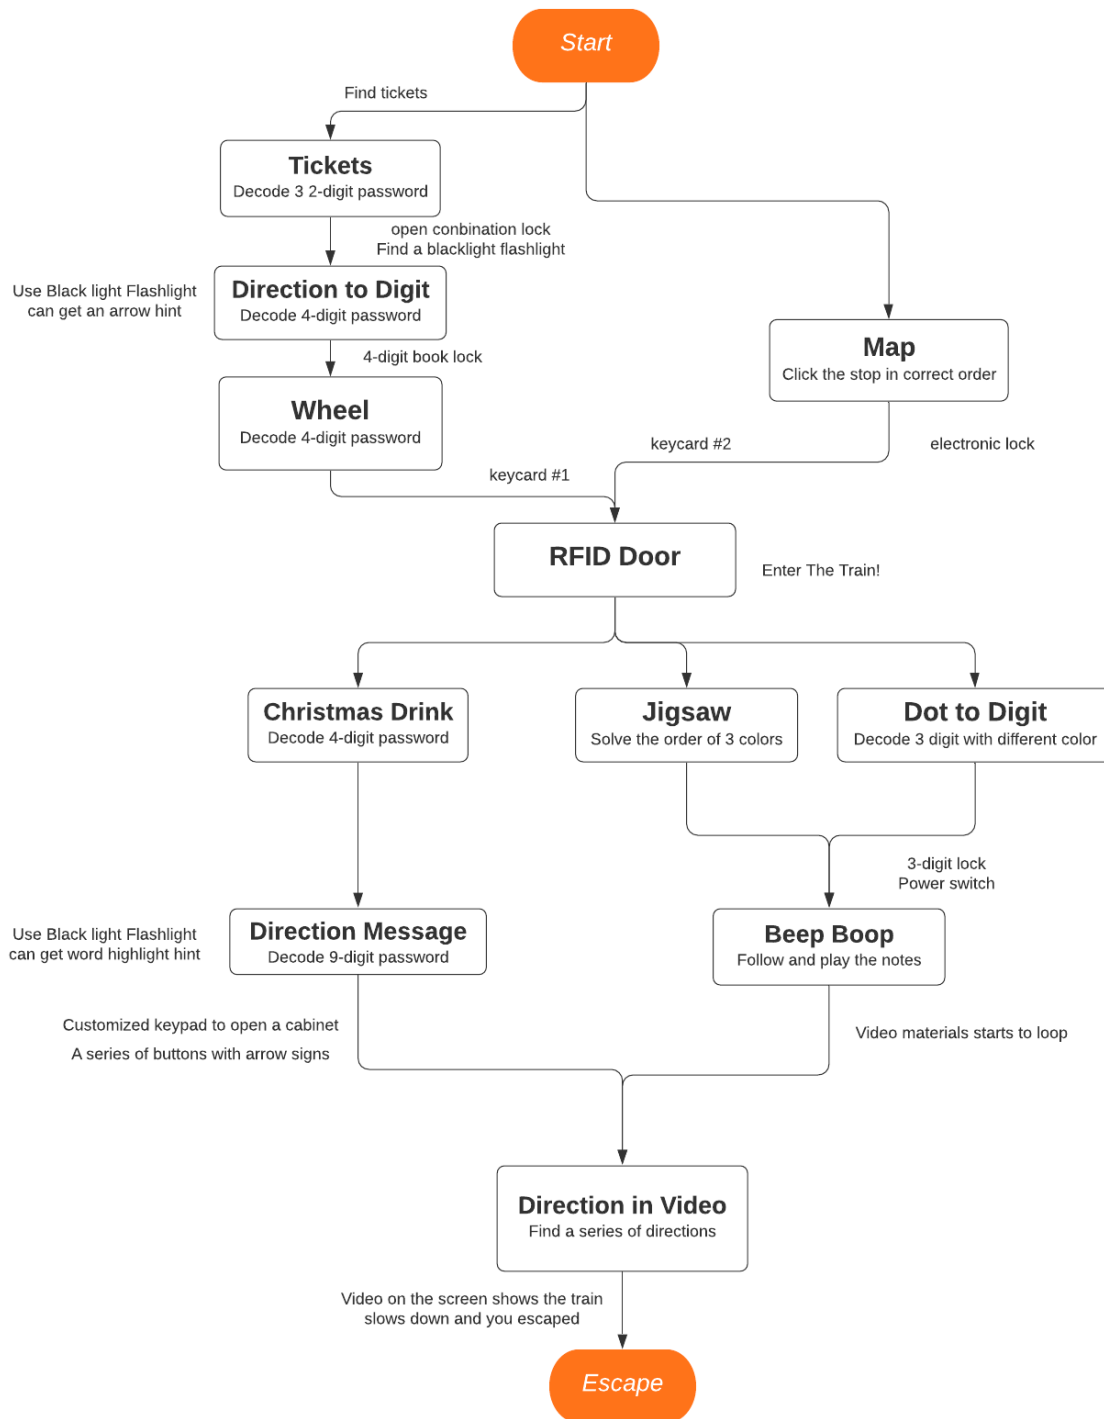 Start
Find tickets
Tickets
Decode 3 2-digit password
open conbination lock
Find a blacklight flashlight
Use Black light Flashlight
can get an arrow hint
Direction to Digit
Decode 4-digit password
4-digit book lock
Wheel
Decode 4-digit password
Map
Click the stop in correct order
keycard #2
electronic lock
keycard #1
RFID Door
Enter The Train!
Christmas Drink
Decode 4-digit password
Jigsaw
Solve the order of 3 colors
Dot to Digit
Decode 3 digit with different color
3-digit lock
Power switch
Use Black light Flashlight
can get word highlight hint
Direction Message
Decode 9-digit password
Beep Boop
Follow and play the notes
Customized keypad to open a cabinet
A series of buttons with arrow signs
Video materials starts to loop
Direction in Video
Find a series of directions
Video on the screen shows the train
slows down and you escaped
Escape